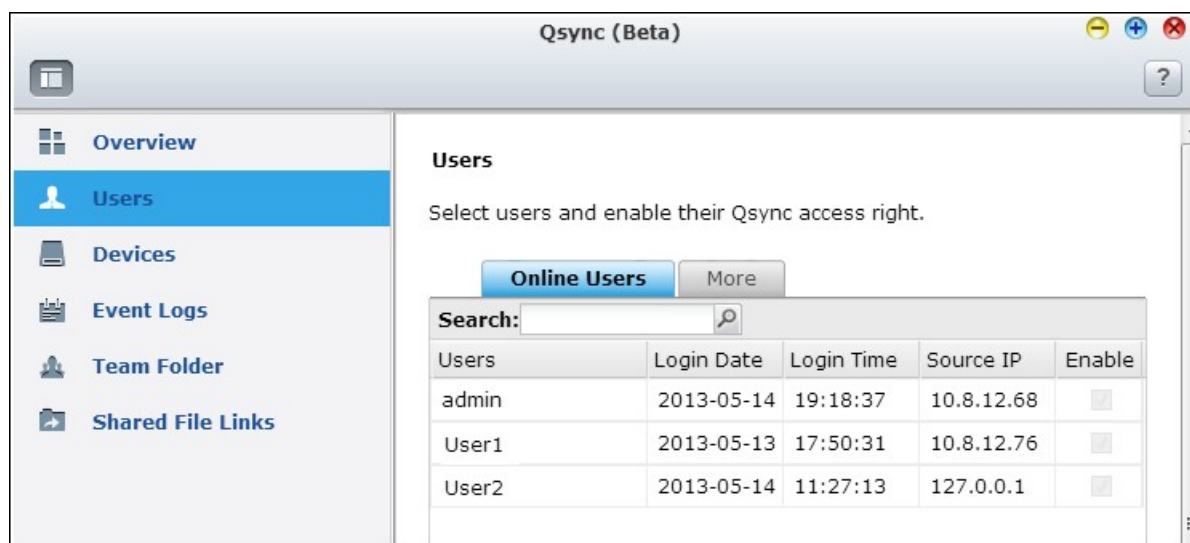 Qsync (Beta)
?
Overview
Users
Devices
Event Logs
Team Folder
Shared File Links
Users
Select users and enable their Qsync access right.
Online Users More
Search:
Users Login Date Login Time Source IP Enable
admin 2013-05-14 19:18:37 10.8.12.68
User1 2013-05-13 17:50:31 10.8.12.76
User2 2013-05-14 11:27:13 127.0.0.1